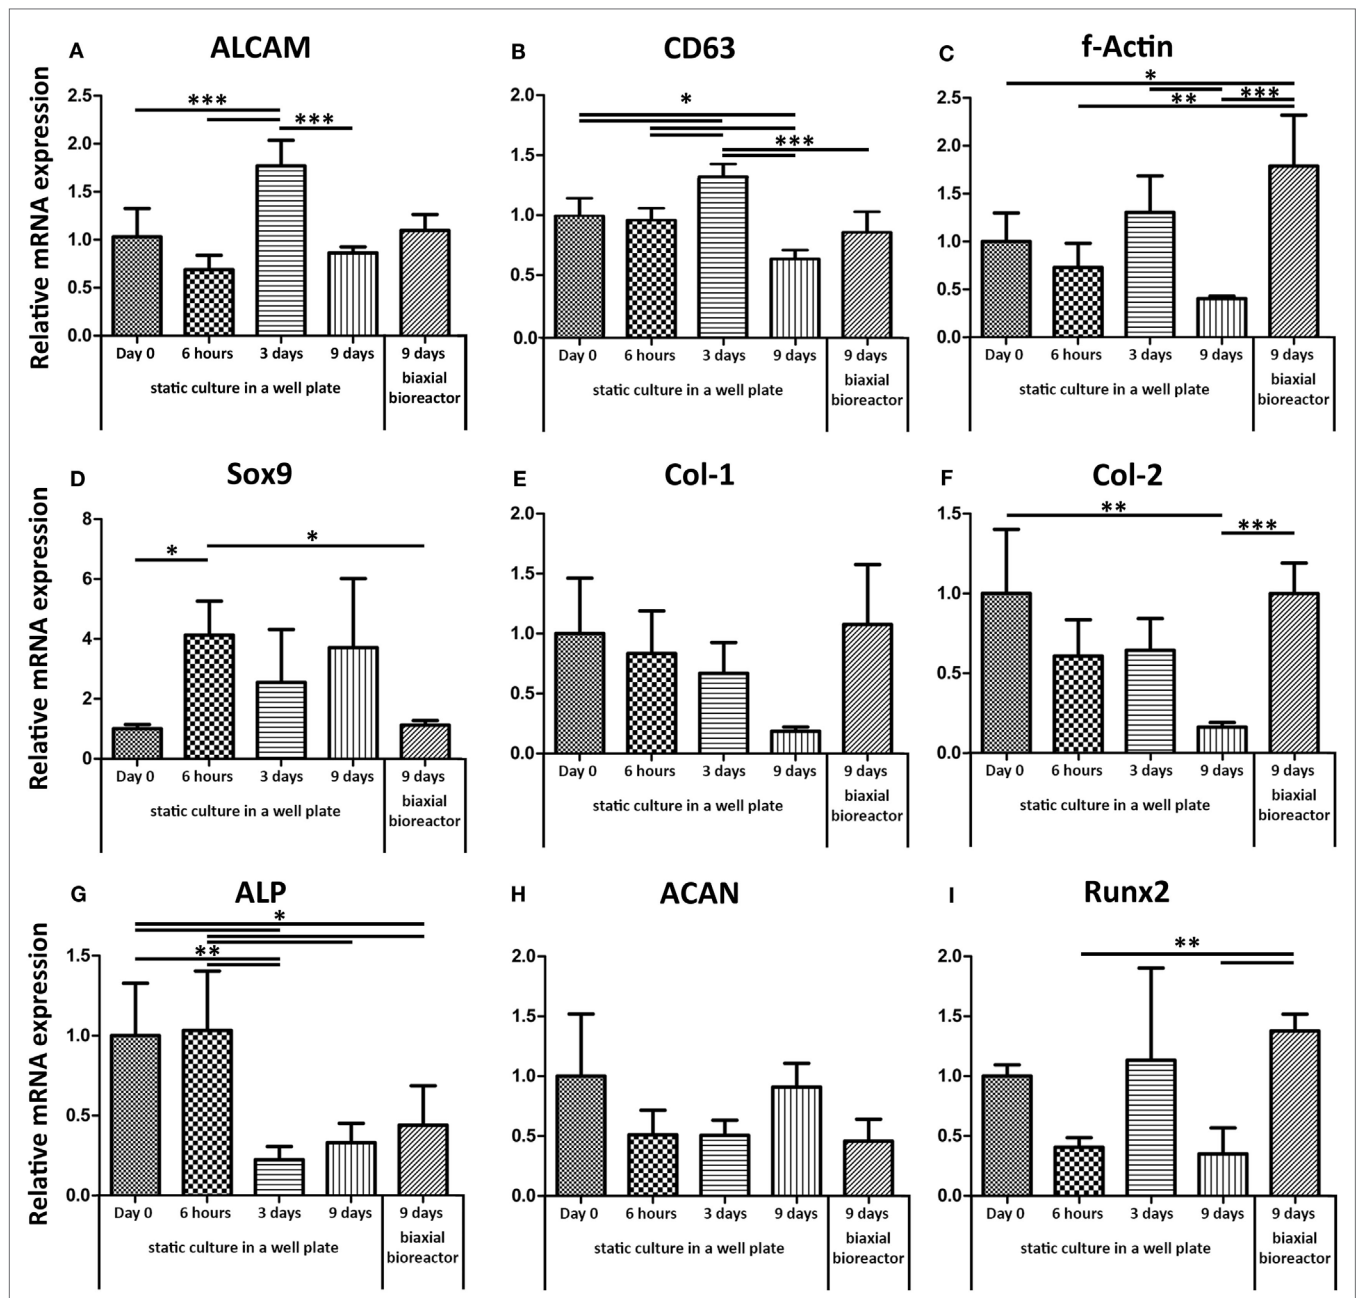 A ALCAM
Relative mRNA expression
***
***
2.5
2.0
1.5
1.0
0.5
0.0
Day 0 6 hours 3 days 9 days 9 days
static culture in a well plate
biaxial
bioreactor
B CD63
*
***
2.0
1.5
1.0
0.5
0.0
Day 0 6 hours 3 days 9 days 9 days
static culture in a well plate
biaxial
bioreactor
C f-Actin
*
***
**
2.5
2.0
1.5
1.0
0.5
0.0
Day 0 6 hours 3 days 9 days 9 days
static culture in a well plate
biaxial
bioreactor
D Sox9
Relative mRNA expression
*
*
8
6
4
2
0
Day 0 6 hours 3 days 9 days 9 days
static culture in a well plate
biaxial
bioreactor
E Col-1
2.0
1.5
1.0
0.5
0.0
Day 0 6 hours 3 days 9 days 9 days
static culture in a well plate
biaxial
bioreactor
F Col-2
**
***
1.5
1.0
0.5
0.0
Day 0 6 hours 3 days 9 days 9 days
static culture in a well plate
biaxial
bioreactor
G ALP
Relative mRNA expression
*
**
1.5
1.0
0.5
0.0
Day 0 6 hours 3 days 9 days 9 days
static culture in a well plate
biaxial
bioreactor
H ACAN
2.0
1.5
1.0
0.5
0.0
Day 0 6 hours 3 days 9 days 9 days
static culture in a well plate
biaxial
bioreactor
I Runx2
**
2.0
1.5
1.0
0.5
0.0
Day 0 6 hours 3 days 9 days 9 days
static culture in a well plate
biaxial
bioreactor